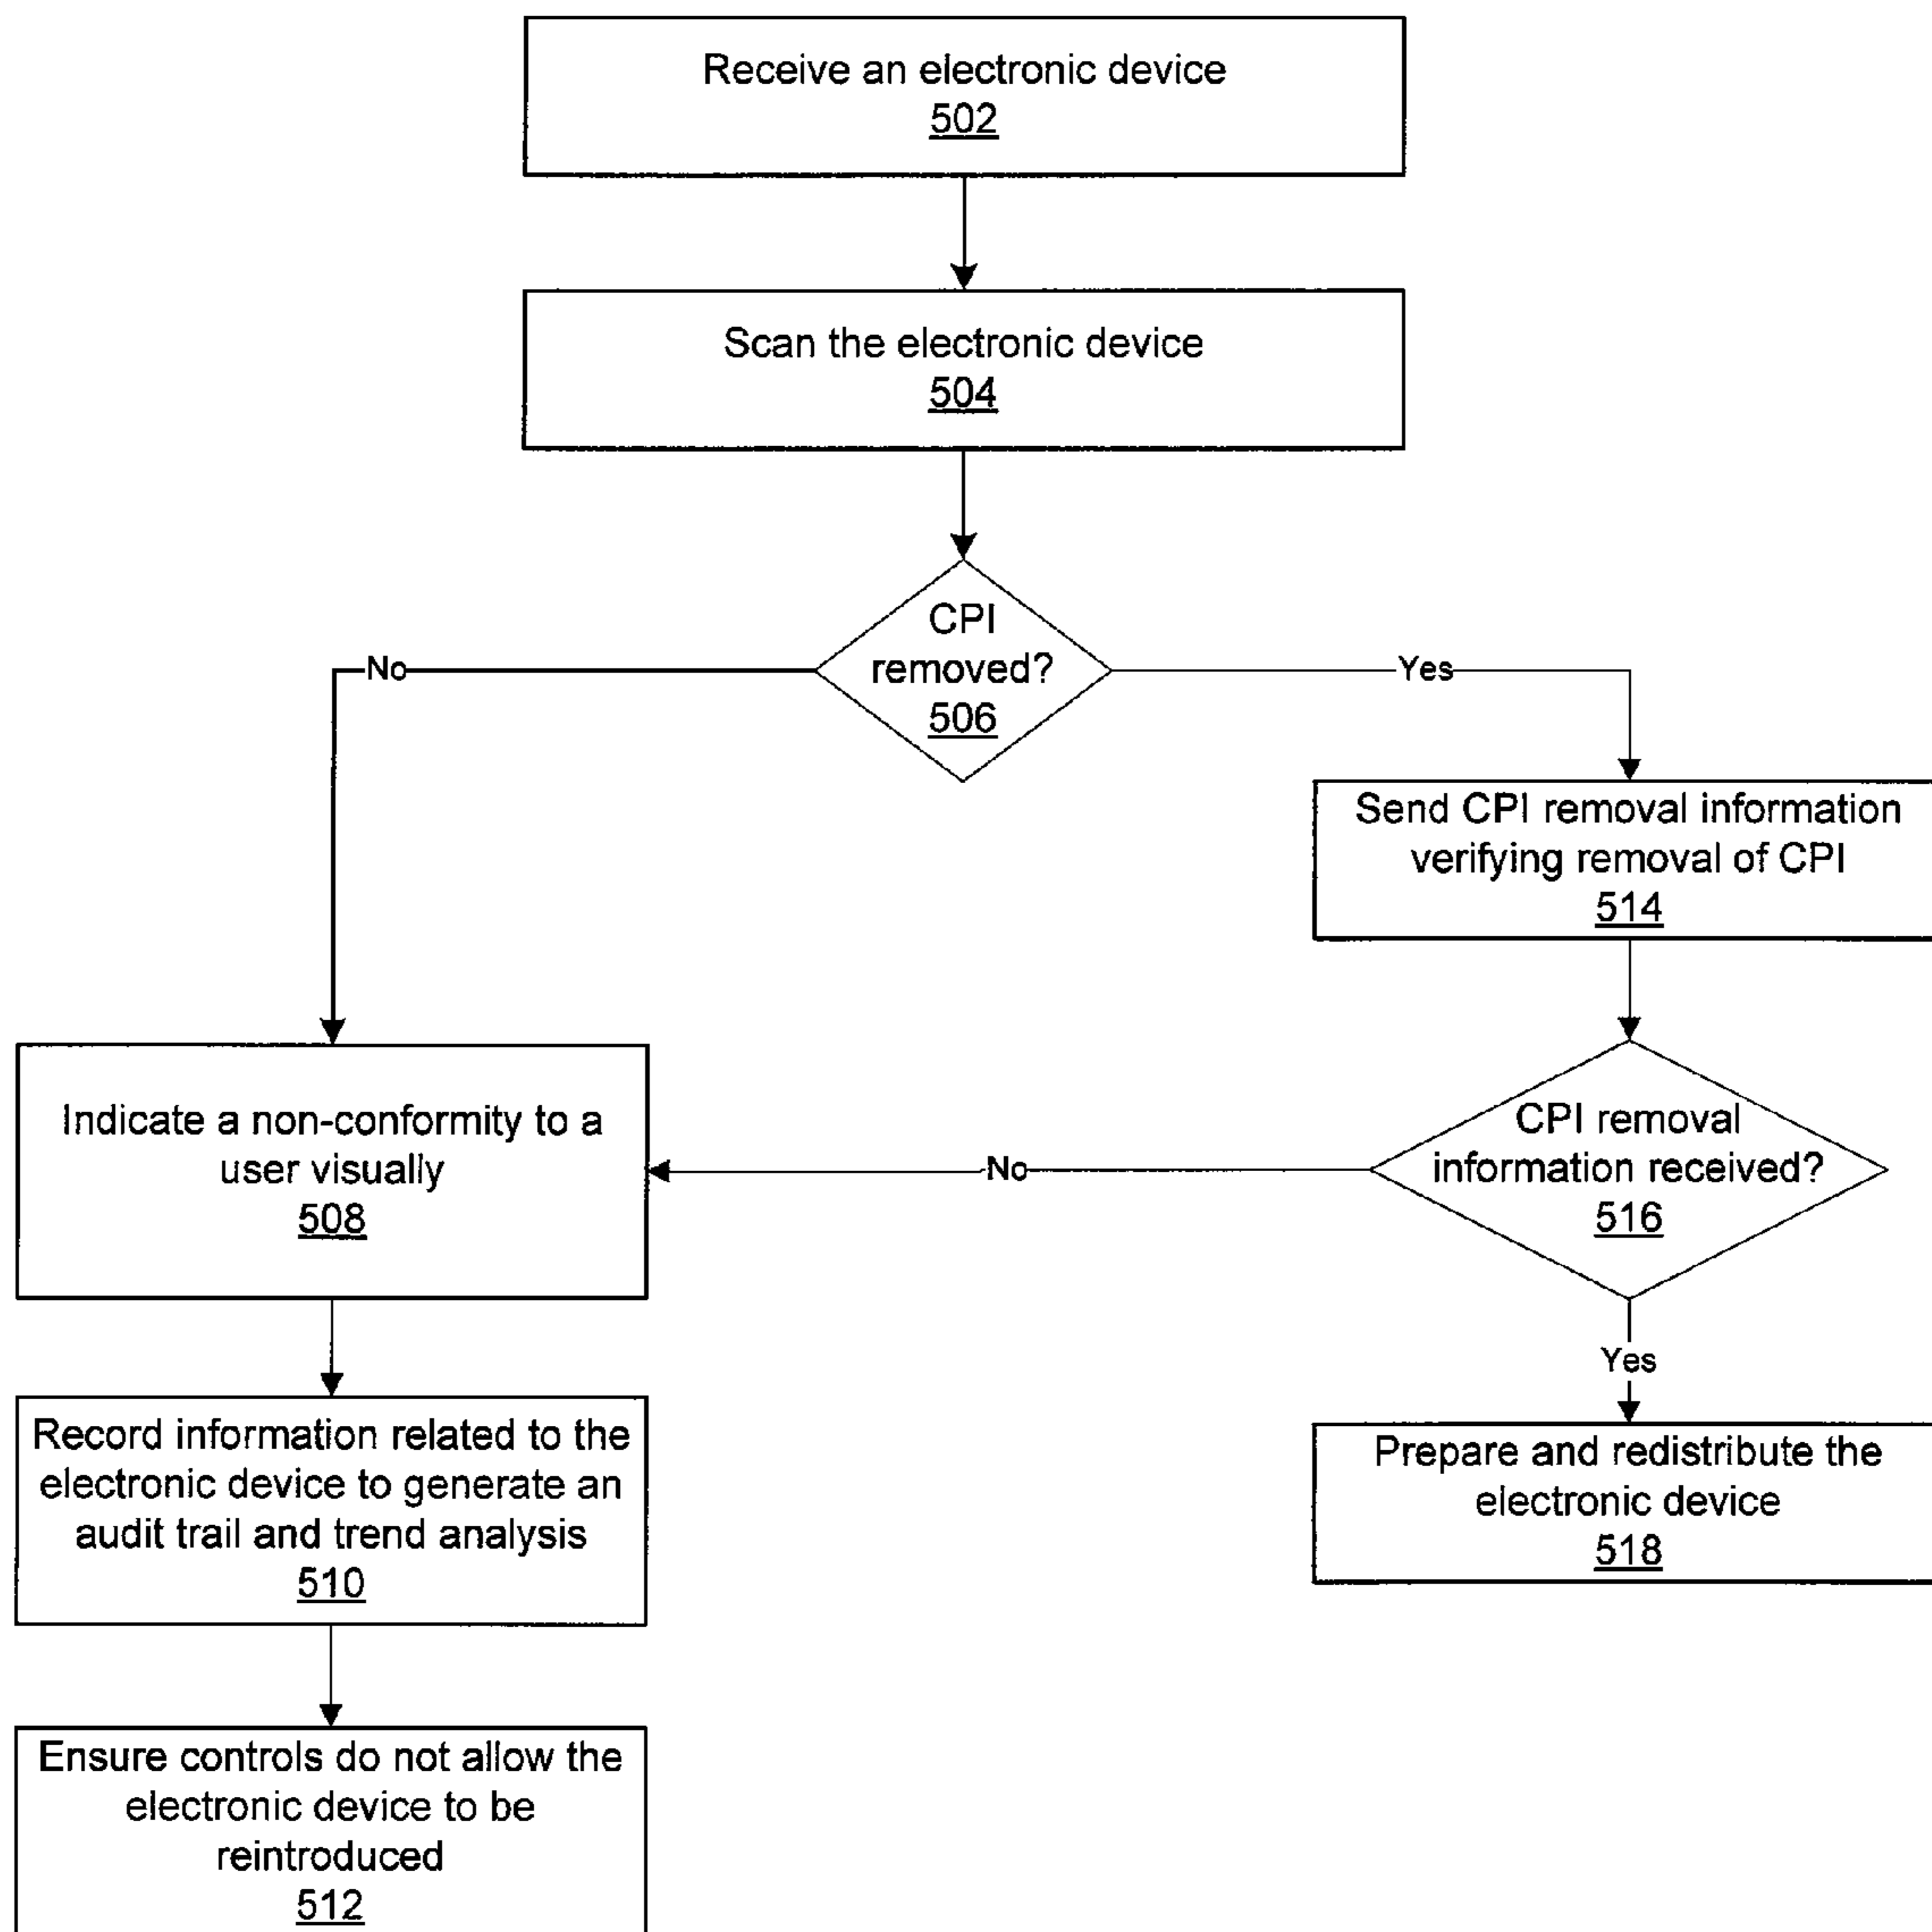 Receive an electronic device
502
Scan the electronic device
504
CPI
removed?
506
No
Yes
Send CPI removal information
verifying removal of CPI
514
Indicate a non-conformity to a
user visually
508
No
CPI removal
information received?
516
Yes
Record information related to the
electronic device to generate an
audit trail and trend analysis
510
Prepare and redistribute the
electronic device
518
Ensure controls do not allow the
electronic device to be
reintroduced
512